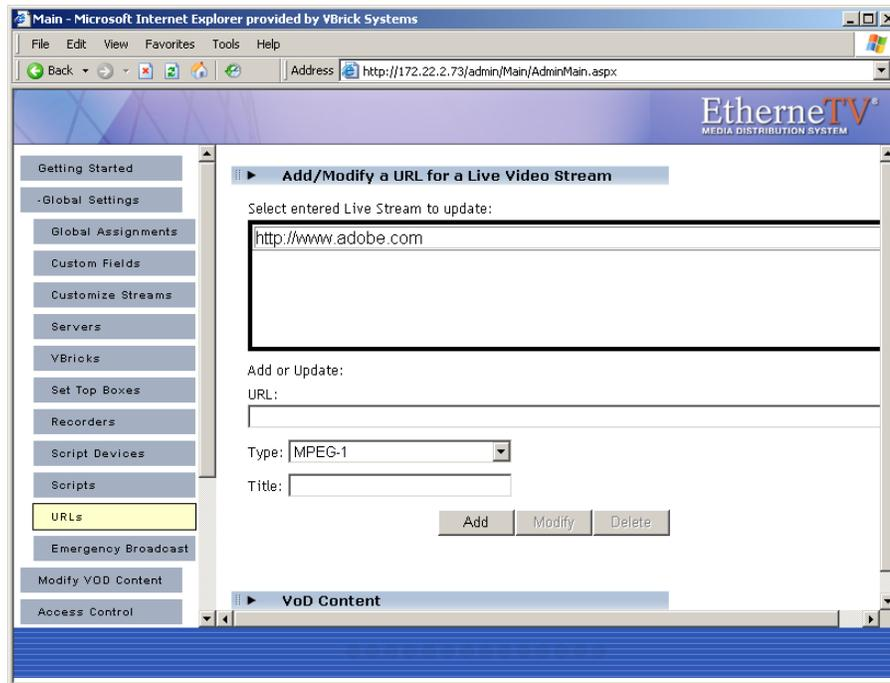 Main - Microsoft Internet Explorer provided by VBrick Systems
File Edit View Favorites Tools Help
Back Address http://172.22.2.73/admin/Main/AdminMain.aspx
EtherneTV®
MEDIA DISTRIBUTION SYSTEM
Getting Started
-Global Settings
Global Assignments
Custom Fields
Customize Streams
Servers
VBricks
Set Top Boxes
Recorders
Script Devices
Scripts
URLs
Emergency Broadcast
Modify VOD Content
Access Control
Add/Modify a URL for a Live Video Stream
Select entered Live Stream to update:
http://www.adobe.com
Add or Update:
URL:
Type: MPEG-1
Title:
Add Modify Delete
VoD Content